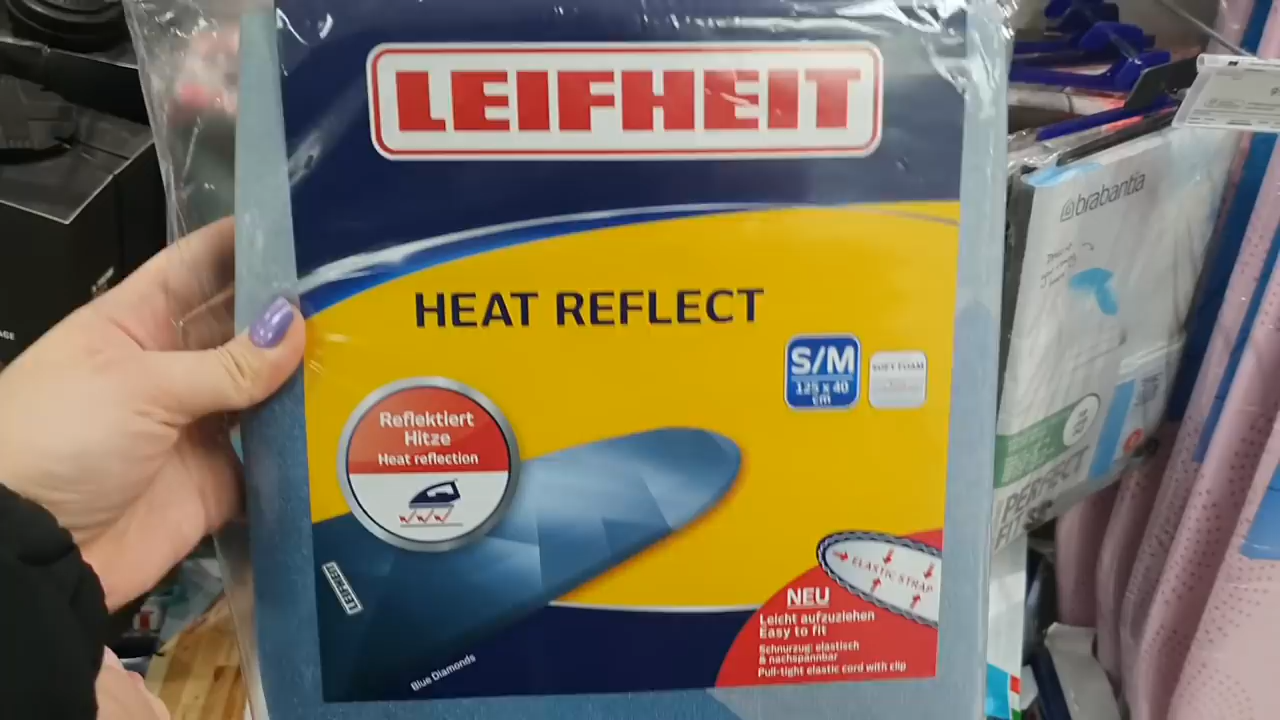 LEIFHEIT
HEAT REFLECT
S/M
125 x 40
cm
SOFT FOAM
Reflektiert
Hitze
Heat reflection
ELASTIC STRAP
NEU
Leicht aufzuziehen
Easy to fit
Schnurzug: elastisch
& nachspannbar
Pull-tight elastic cord with clip
LEIFHEIT
Blue Diamonds
brabantia
PERFECT
FIT